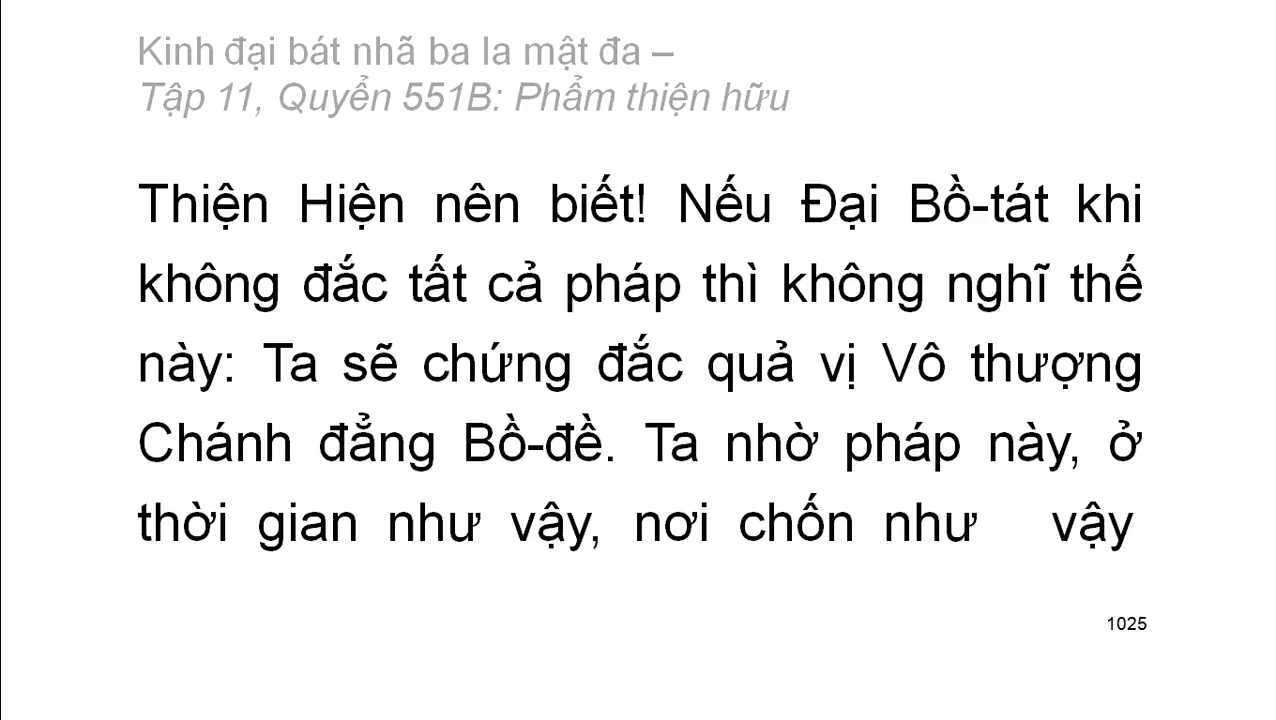 Kinh đại bát nhã ba la mật đa –
Tập 11, Quyển 551B: Phẩm thiện hữu
Thiện Hiện nên biết! Nếu Đại Bồ-tát khi
không đắc tất cả pháp thì không nghĩ thế
này: Ta sẽ chứng đắc quả vị Vô thượng
Chánh đẳng Bồ-đề. Ta nhờ pháp này, ở
thời gian như vậy, nơi chốn như vậy
1025